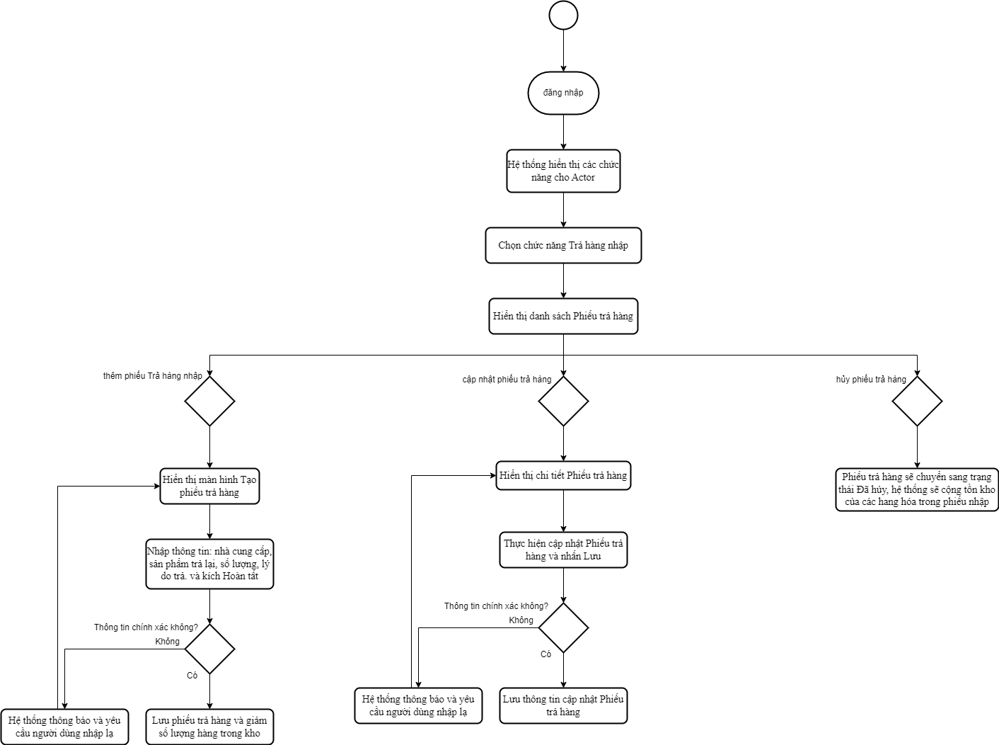 đăng nhập
Hệ thống hiển thị các chức
năng cho Actor
Chọn chức năng Trả hàng nhập
Hiển thị danh sách Phiếu trả hàng
thêm phiếu Trả hàng nhập
cập nhật phiếu trả hàng
hủy phiếu trả hàng
Hiển thị màn hình Tạo
phiếu trả hàng
Hiển thị chi tiết Phiếu trả hàng
Phiếu trả hàng sẽ chuyển sang trạng
thái Đã hủy, hệ thống sẽ cộng tồn kho
của các hang hóa trong phiếu nhập
Nhập thông tin: nhà cung cấp,
sản phẩm trả lại, số lượng, lý
do trả. và kích Hoàn tất
Thực hiện cập nhật Phiếu trả
hàng và nhấn Lưu
Thông tin chính xác không?
Không
Có
Thông tin chính xác không?
Không
Có
Hệ thống thông báo và yêu
cầu người dùng nhập lạ
Lưu phiếu trả hàng và giảm
số lượng hàng trong kho
Hệ thống thông báo và yêu
cầu người dùng nhập lạ
Lưu thông tin cập nhật Phiếu
trả hàng